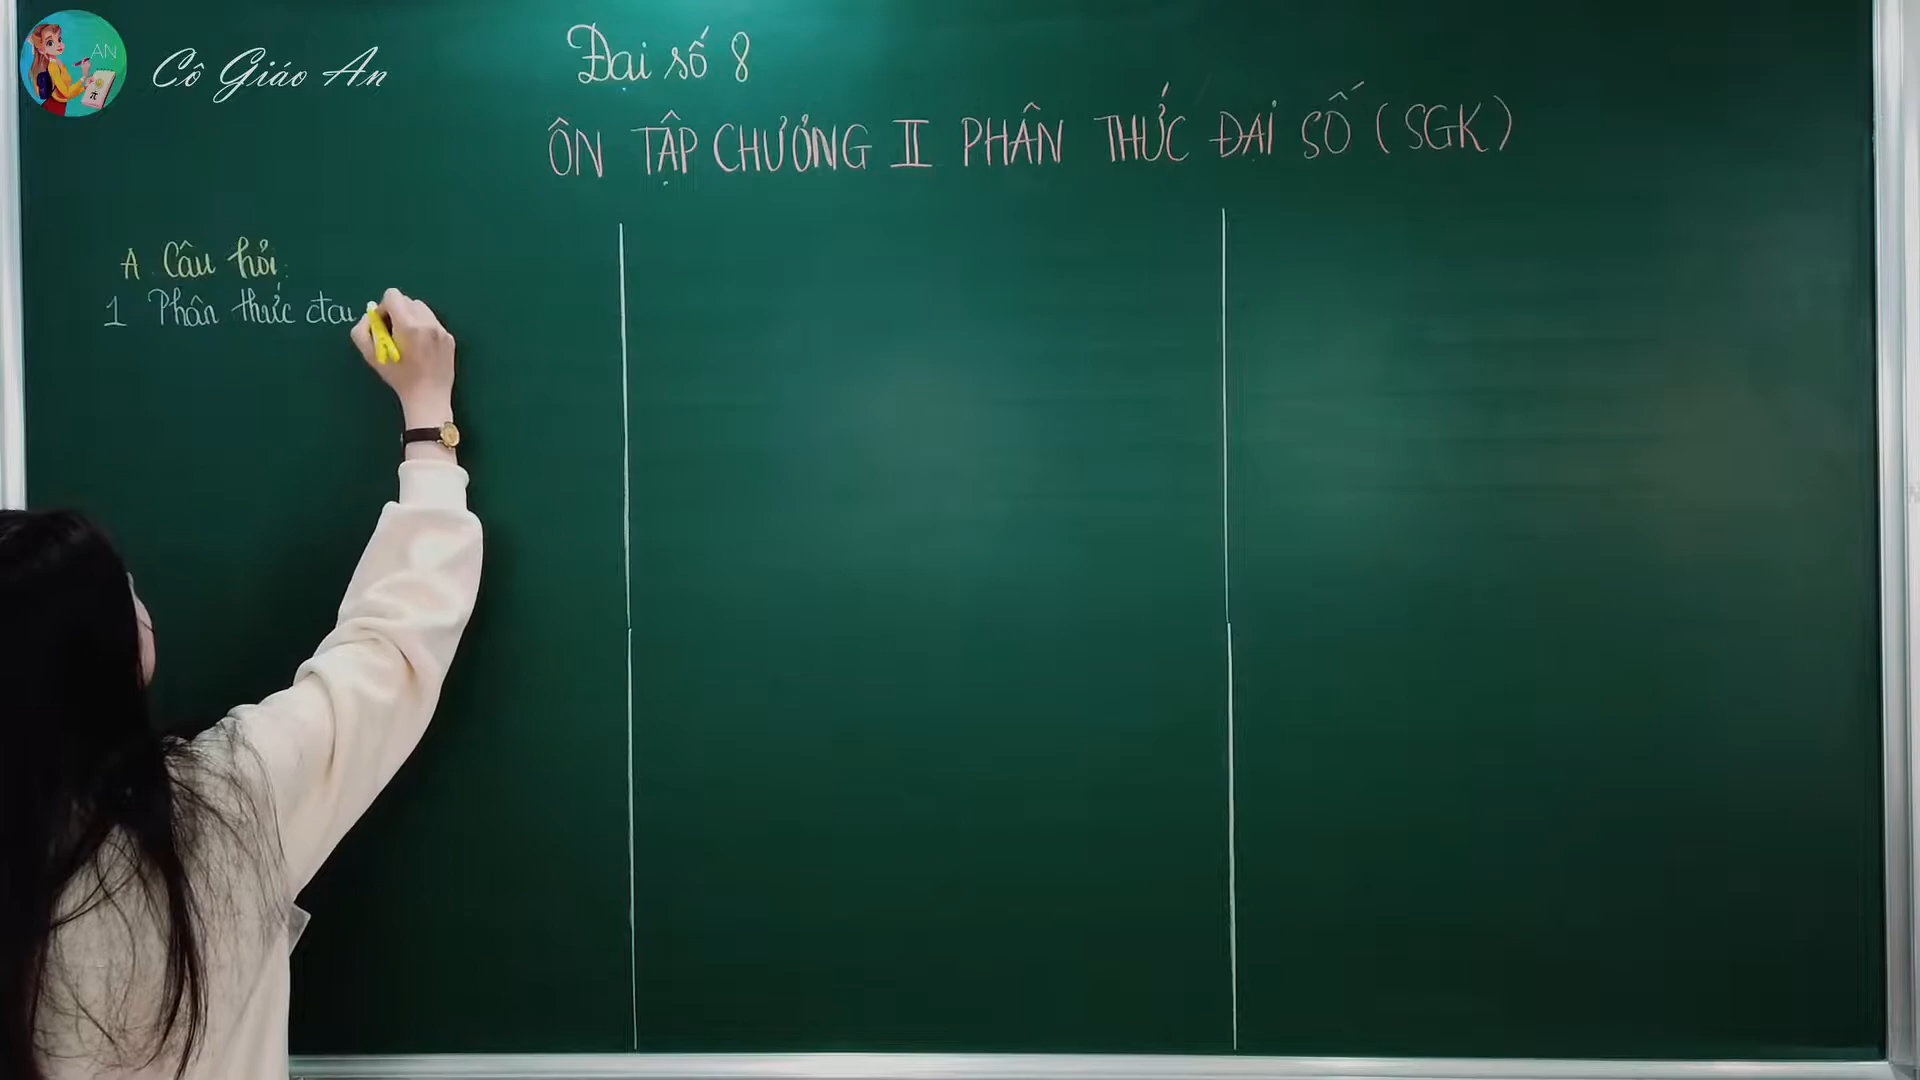 AN
Cô Giáo An
Đại số 8
ÔN TẬP CHƯƠNG II PHÂN THỨC ĐẠI SỐ (SGK)
A. Câu hỏi:
1 Phân thức đại